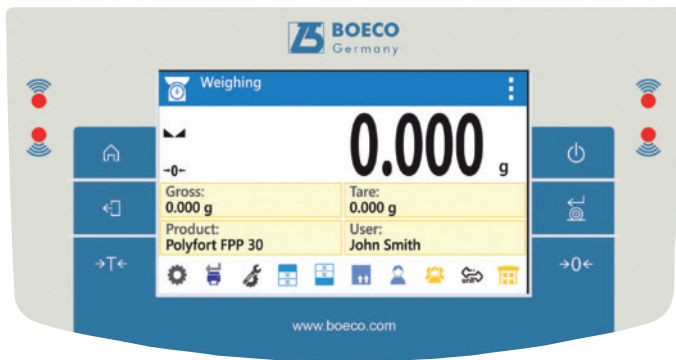 BOECO
Germany
Weighing
0.000 g
→0←
Gross:
0.000 g
Tare:
0.000 g
Product:
Polyfort FPP 30
User:
John Smith
→T←
→0←
unit
www.boeco.com